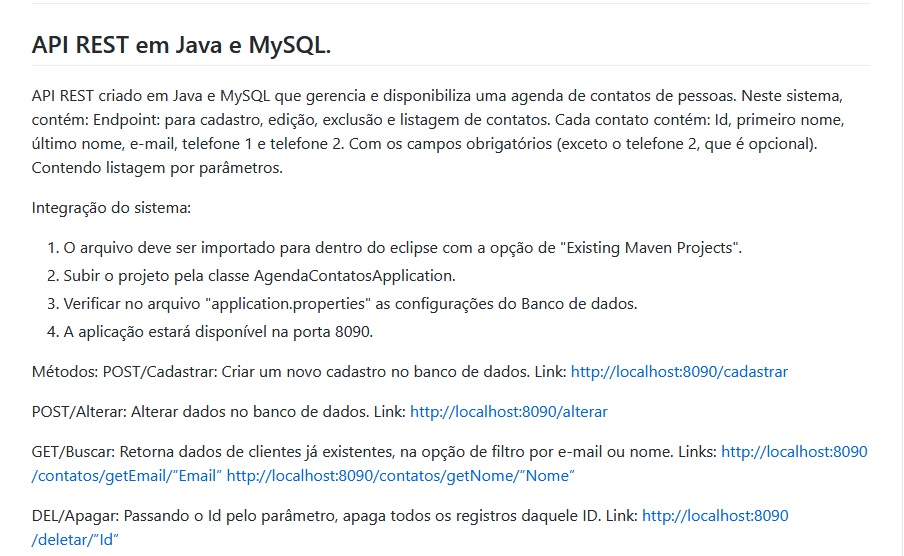 API REST em Java e MySQL.
API REST criado em Java e MySQL que gerencia e disponibiliza uma agenda de contatos de pessoas. Neste sistema,
contém: Endpoint: para cadastro, edição, exclusão e listagem de contatos. Cada contato contém: Id, primeiro nome,
último nome, e-mail, telefone 1 e telefone 2. Com os campos obrigatórios (exceto o telefone 2, que é opcional).
Contendo listagem por parâmetros.
Integração do sistema:
1. O arquivo deve ser importado para dentro do eclipse com a opção de "Existing Maven Projects".
2. Subir o projeto pela classe AgendaContatosApplication.
3. Verificar no arquivo "application.properties" as configurações do Banco de dados.
4. A aplicação estará disponível na porta 8090.
Métodos: POST/Cadastrar: Criar um novo cadastro no banco de dados. Link: http://localhost:8090/cadastrar
POST/Alterar: Alterar dados no banco de dados. Link: http://localhost:8090/alterar
GET/Buscar: Retorna dados de clientes já existentes, na opção de filtro por e-mail ou nome. Links: http://localhost:8090
/contatos/getEmail/”Email” http://localhost:8090/contatos/getNome/”Nome”
DEL/Apagar: Passando o Id pelo parâmetro, apaga todos os registros daquele ID. Link: http://localhost:8090
/deletar/”Id”